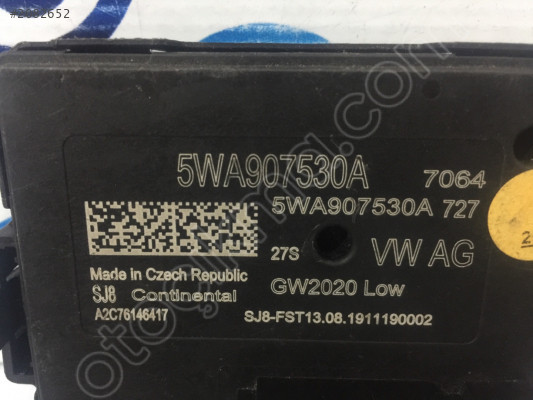 5WA907530A 7064
5WA907530A 727
27S VW AG
Made in Czech Republic
SJ8 Continental GW2020 Low
A2C76146417 SJ8-FST13.08.1911190002